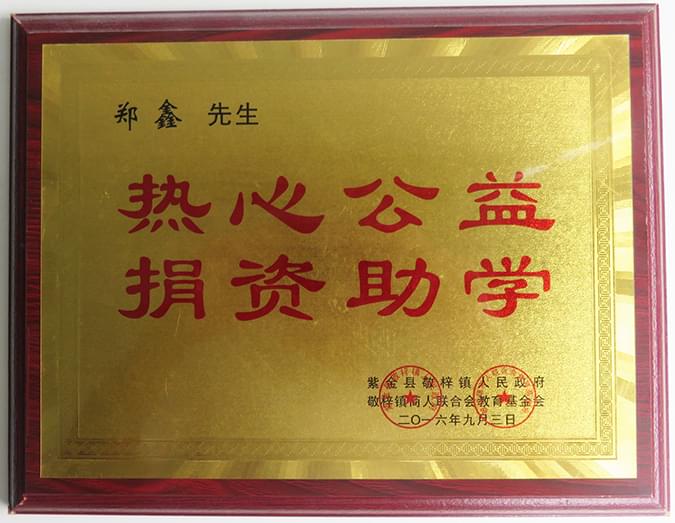 郑鑫 先生
热心公益
捐资助学
紫金县敬梓镇人民政府
敬梓镇商人联合会教育基金会
二〇一六年九月三日